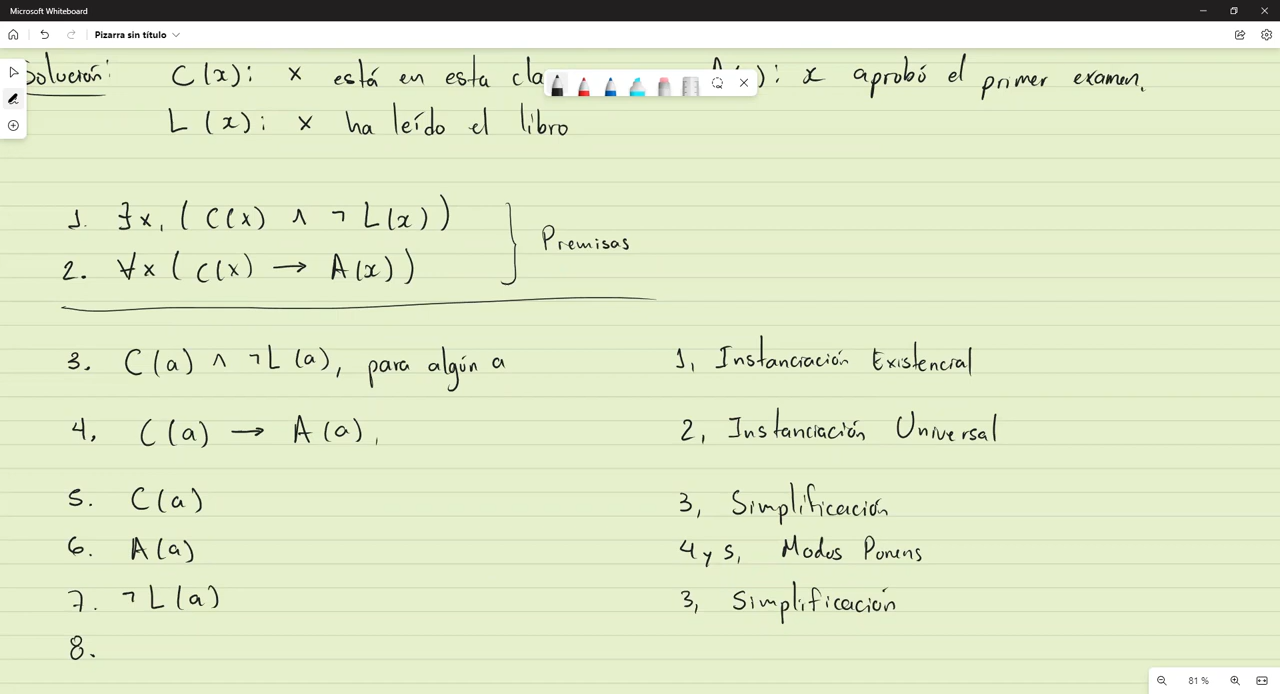 Microsoft Whiteboard
Pizarra sin título
Solución: C(x): x está en esta cla ): x aprobó el primer examen.
L(x): x ha leído el libro
1. ∃x, (C(x) ∧ ¬L(x))
Premisas
2. ∀x (C(x) → A(x))
3. C(a) ∧ ¬L(a), para algún a 1, Instanciación Existencial
4, C(a) → A(a), 2, Instanciación Universal
5. C(a) 3, Simplificación
6. A(a) 4 y 5, Modos Ponens
7. ¬L(a) 3, Simplificación
8.
81 %